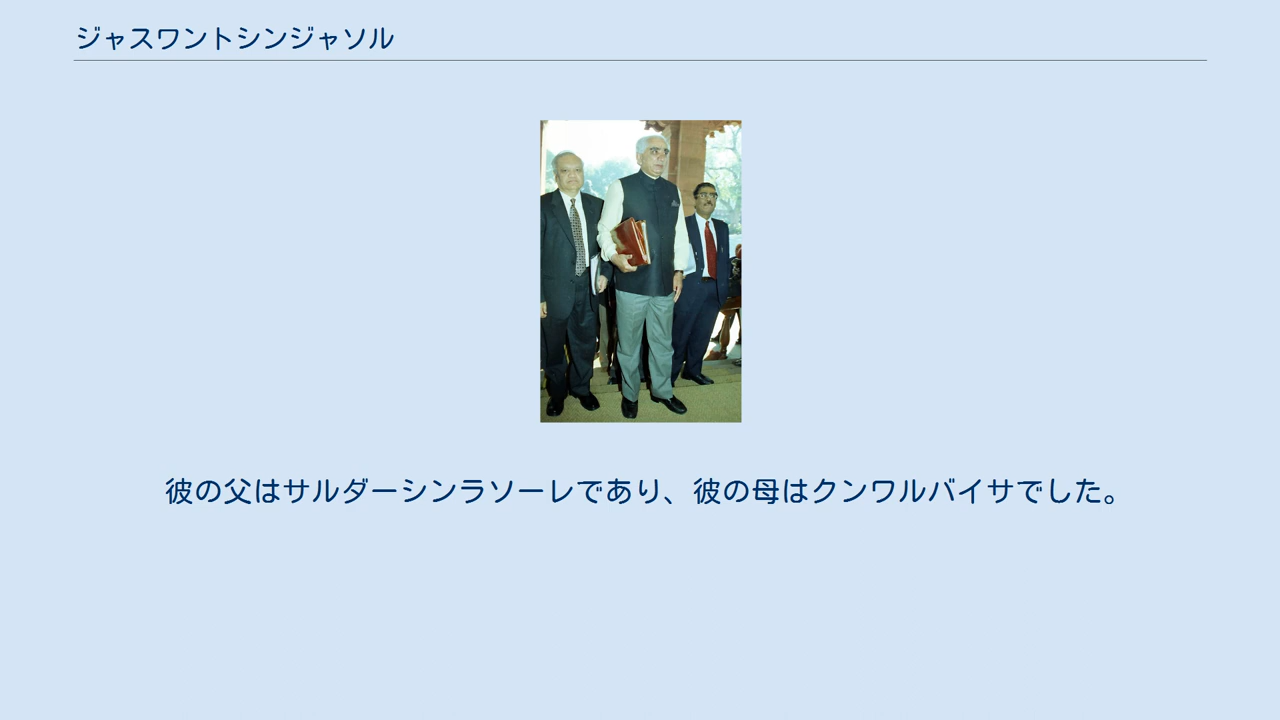 ジャスワントシンジャソル
彼の父はサルダーシンラソーレであり、彼の母はクンワルバイサでした。